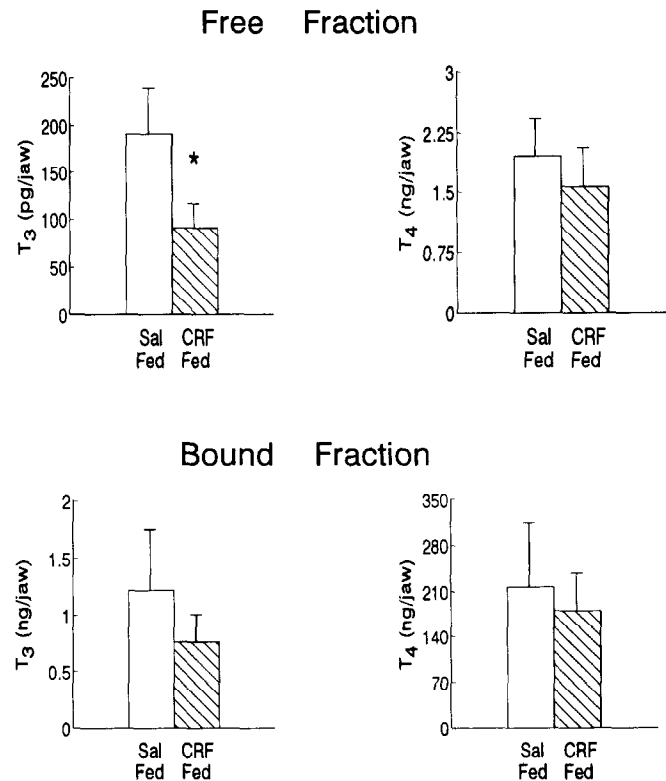 Free Fraction
T3 (pg/jaw)
250
200
150
100
50
0
*
Sal CRF
Fed Fed
T4 (ng/jaw)
3
2.25
1.5
0.75
0
Sal CRF
Fed Fed
Bound Fraction
T3 (ng/jaw)
2
1.5
1
0.5
0
Sal CRF
Fed Fed
T4 (ng/jaw)
350
280
210
140
70
0
Sal CRF
Fed Fed